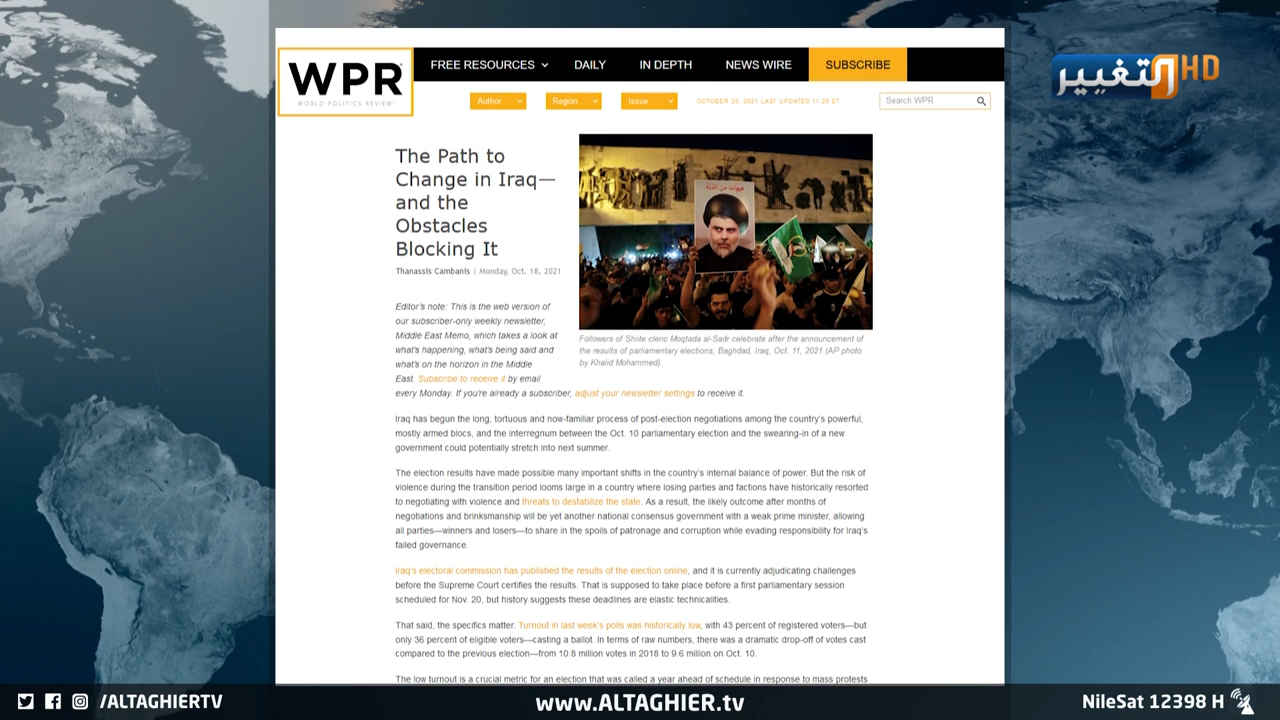 WPR
WORLD POLITICS REVIEW
FREE RESOURCES
DAILY
IN DEPTH
NEWS WIRE
SUBSCRIBE
التغيير HD
Author
Region
Issue
OCTOBER 20, 2021 LAST UPDATED 11:25 ET
Search WPR
The Path to
Change in Iraq—
and the
Obstacles
Blocking It
Thanassis Cambanis | Monday, Oct. 18, 2021
هيهات من الذلة
Followers of Shiite cleric Moqtada al-Sadr celebrate after the announcement of
the results of parliamentary elections, Baghdad, Iraq, Oct. 11, 2021 (AP photo
by Khalid Mohammed).
Editor's note: This is the web version of
our subscriber-only weekly newsletter,
Middle East Memo, which takes a look at
what's happening, what's being said and
what's on the horizon in the Middle
East. Subscribe to receive it by email
every Monday. If you're already a subscriber, adjust your newsletter settings to receive it.
Iraq has begun the long, tortuous and now-familiar process of post-election negotiations among the country's powerful,
mostly armed blocs, and the interregnum between the Oct. 10 parliamentary election and the swearing-in of a new
government could potentially stretch into next summer.
The election results have made possible many important shifts in the country's internal balance of power. But the risk of
violence during the transition period looms large in a country where losing parties and factions have historically resorted
to negotiating with violence and threats to destabilize the state. As a result, the likely outcome after months of
negotiations and brinksmanship will be yet another national consensus government with a weak prime minister, allowing
all parties—winners and losers—to share in the spoils of patronage and corruption while evading responsibility for Iraq's
failed governance.
Iraq's electoral commission has published the results of the election online, and it is currently adjudicating challenges
before the Supreme Court certifies the results. That is supposed to take place before a first parliamentary session
scheduled for Nov. 20, but history suggests these deadlines are elastic technicalities.
That said, the specifics matter. Turnout in last week's polls was historically low, with 43 percent of registered voters—but
only 36 percent of eligible voters—casting a ballot. In terms of raw numbers, there was a dramatic drop-off of votes cast
compared to the previous election—from 10.8 million votes in 2018 to 9.6 million on Oct. 10.
The low turnout is a crucial metric for an election that was called a year ahead of schedule in response to mass protests
/ALTAGHIERTV
www.ALTAGHIER.tv
NileSat 12398 H